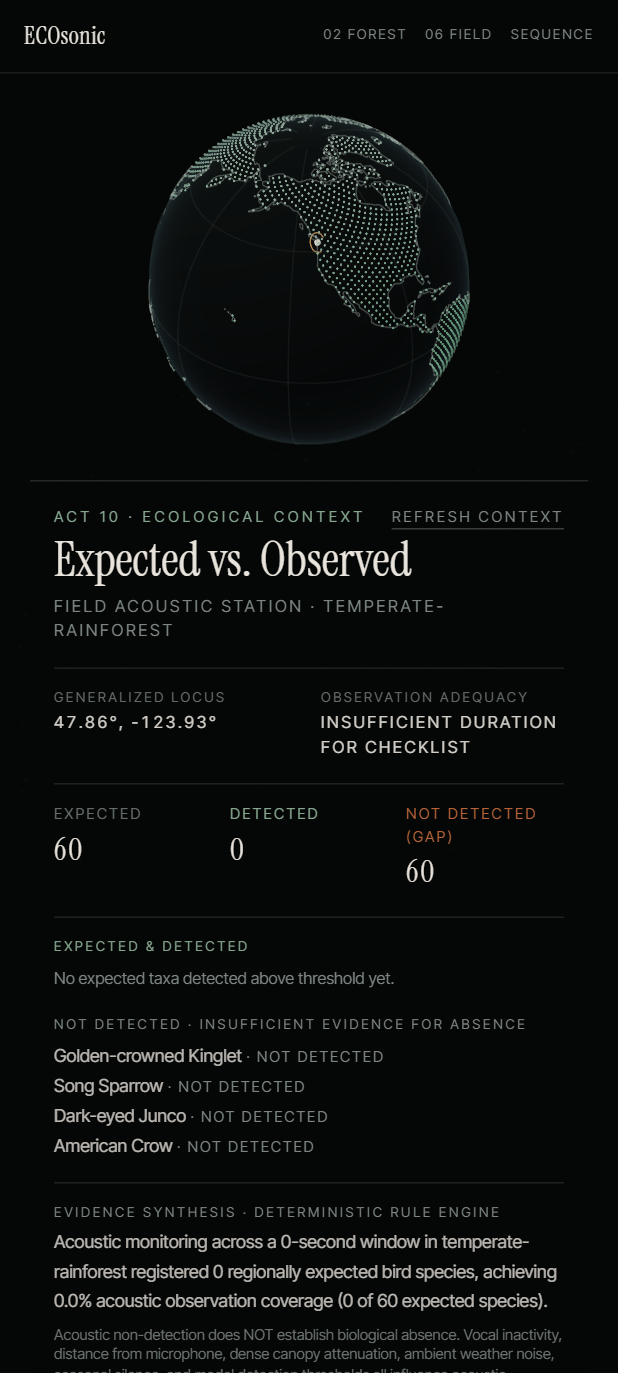 ECOsonic
02 FOREST 06 FIELD SEQUENCE
ACT 10 · ECOLOGICAL CONTEXT REFRESH CONTEXT
Expected vs. Observed
FIELD ACOUSTIC STATION · TEMPERATE-
RAINFOREST
GENERALIZED LOCUS
47.86°, -123.93°
OBSERVATION ADEQUACY
INSUFFICIENT DURATION
FOR CHECKLIST
EXPECTED
60
DETECTED
0
NOT DETECTED
(GAP)
60
EXPECTED & DETECTED
No expected taxa detected above threshold yet.
NOT DETECTED · INSUFFICIENT EVIDENCE FOR ABSENCE
Golden-crowned Kinglet · NOT DETECTED
Song Sparrow · NOT DETECTED
Dark-eyed Junco · NOT DETECTED
American Crow · NOT DETECTED
EVIDENCE SYNTHESIS · DETERMINISTIC RULE ENGINE
Acoustic monitoring across a 0-second window in temperate-
rainforest registered 0 regionally expected bird species, achieving
0.0% acoustic observation coverage (0 of 60 expected species).
Acoustic non-detection does NOT establish biological absence. Vocal inactivity,
distance from microphone, dense canopy attenuation, ambient weather noise,